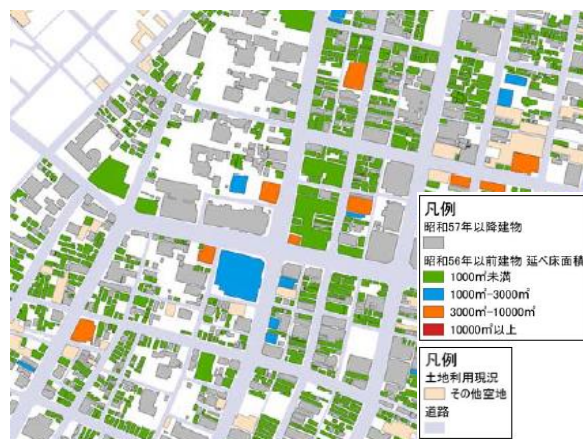 凡例
昭和57年以降建物
昭和56年以前建物 延べ床面積
1000㎡未満
1000㎡-3000㎡
3000㎡-10000㎡
10000㎡以上
凡例
土地利用現況
その他空地
道路